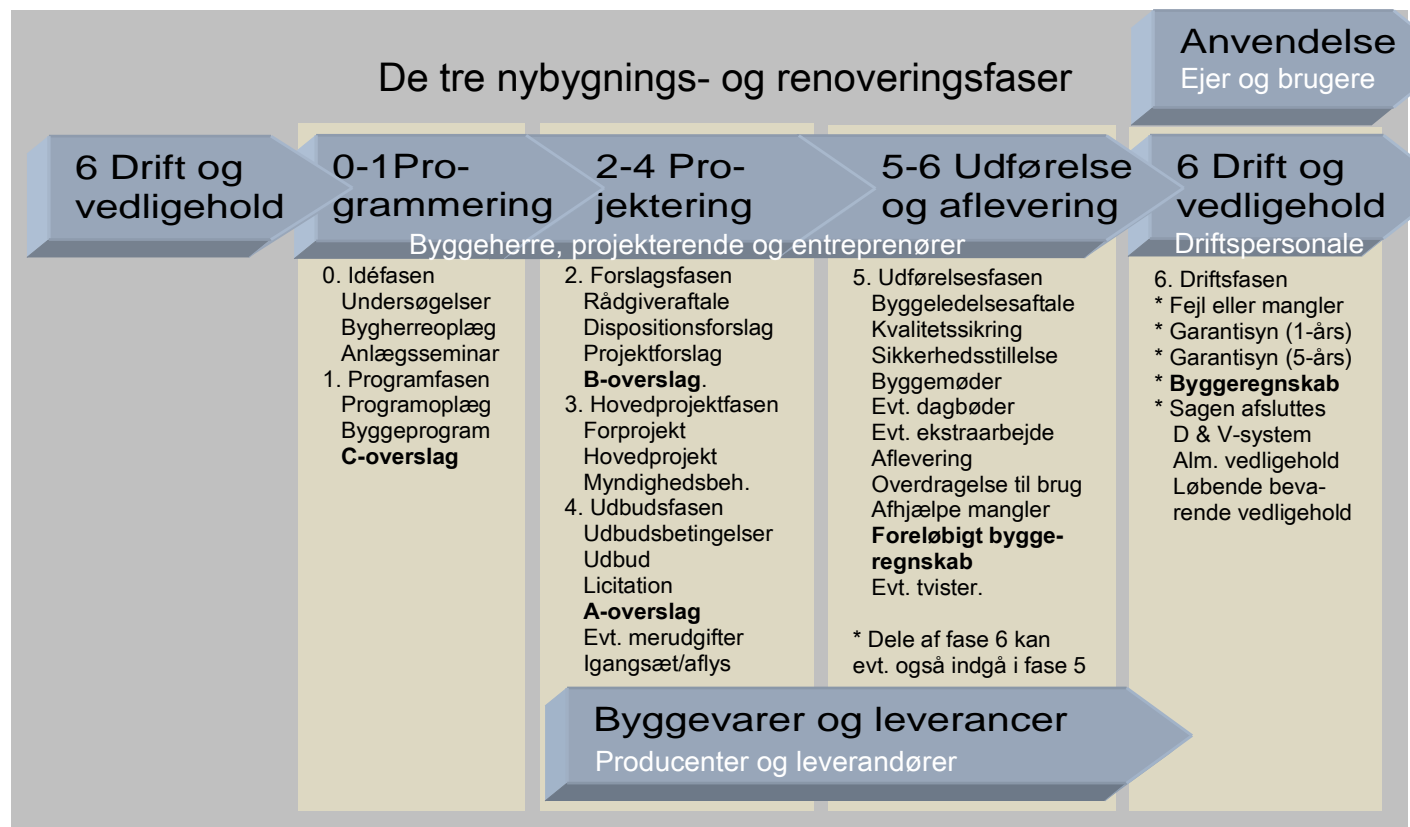 Anvendelse
Ejer og brugere
De tre nybygnings- og renoveringsfaser
6 Drift og
vedligehold
0-1Pro-
grammering
2-4 Pro-
jektering
5-6 Udførelse
og aflevering
6 Drift og
vedligehold
Byggeherre, projekterende og entreprenører
Driftspersonale
0. Idéfasen
Undersøgelser
Bygherreoplæg
Anlægsseminar
1. Programfasen
Programoplæg
Byggeprogram
C-overslag
2. Forslagsfasen
Rådgiveraftale
Dispositionsforslag
Projektforslag
B-overslag.
3. Hovedprojektfasen
Forprojekt
Hovedprojekt
Myndighedsbeh.
4. Udbudsfasen
Udbudsbetingelser
Udbud
Licitation
A-overslag
Evt. merudgifter
Igangsæt/aflys
5. Udførelsesfasen
Byggeledelsesaftale
Kvalitetssikring
Sikkerhedsstillelse
Byggemøder
Evt. dagbøder
Evt. ekstraarbejde
Aflevering
Overdragelse til brug
Afhjælpe mangler
Foreløbigt bygge-
regnskab
Evt. tvister.
* Dele af fase 6 kan
evt. også indgå i fase 5
6. Driftsfasen
* Fejl eller mangler
* Garantisyn (1-års)
* Garantisyn (5-års)
* Byggeregnskab
* Sagen afsluttes
D & V-system
Alm. vedligehold
Løbende beva-
rende vedligehold
Byggevarer og leverancer
Producenter og leverandører